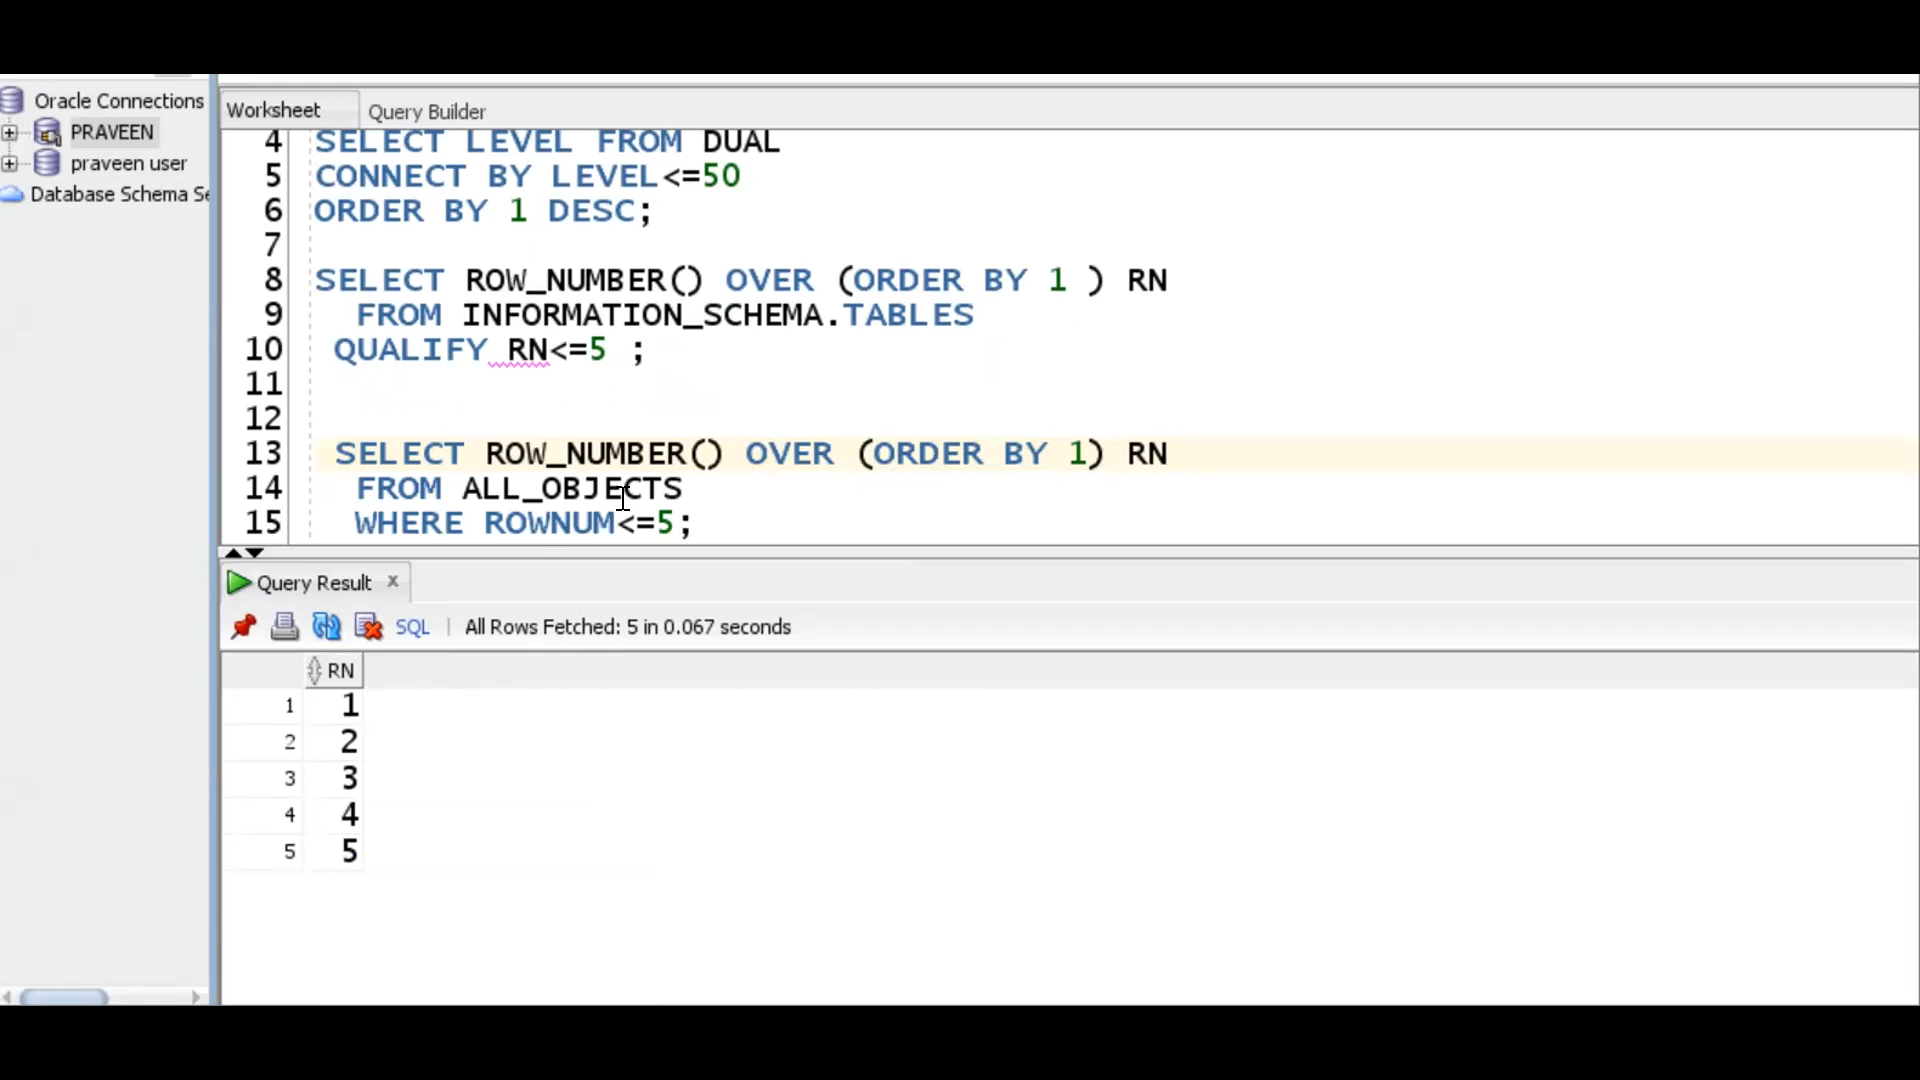 Oracle Connections
PRAVEEN
praveen user
Database Schema Se
Worksheet
Query Builder
4 SELECT LEVEL FROM DUAL
5 CONNECT BY LEVEL<=50
6 ORDER BY 1 DESC;
7
8 SELECT ROW_NUMBER() OVER (ORDER BY 1 ) RN
9 FROM INFORMATION_SCHEMA.TABLES
10 QUALIFY RN<=5 ;
11
12
13 SELECT ROW_NUMBER() OVER (ORDER BY 1) RN
14 FROM ALL_OBJECTS
15 WHERE ROWNUM<=5;
Query Result x
SQL | All Rows Fetched: 5 in 0.067 seconds
RN
1 1
2 2
3 3
4 4
5 5